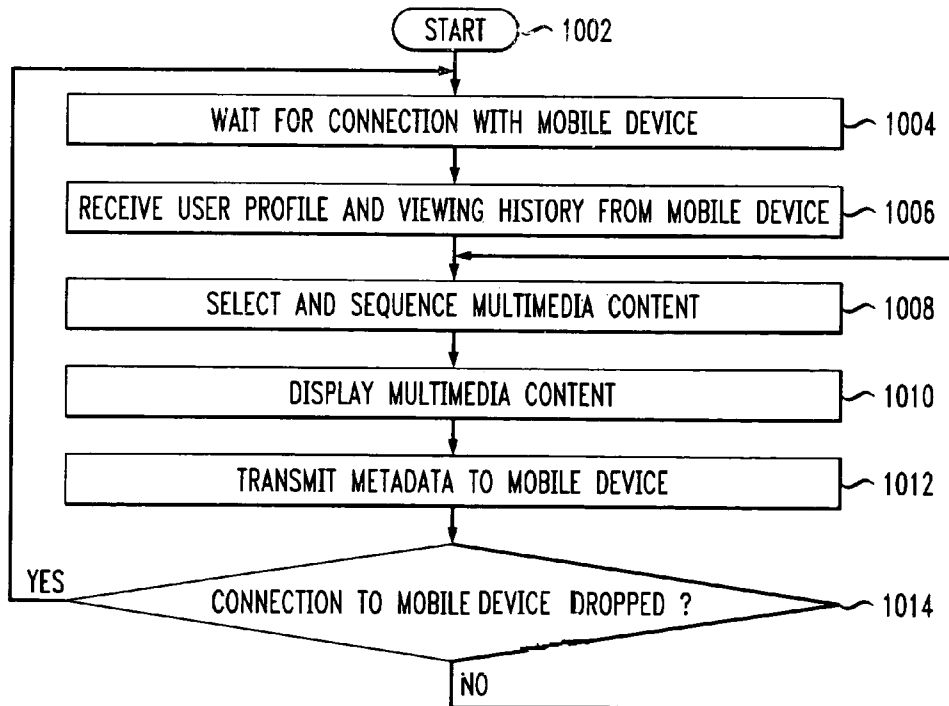 START 1002
WAIT FOR CONNECTION WITH MOBILE DEVICE 1004
RECEIVE USER PROFILE AND VIEWING HISTORY FROM MOBILE DEVICE 1006
SELECT AND SEQUENCE MULTIMEDIA CONTENT 1008
DISPLAY MULTIMEDIA CONTENT 1010
TRANSMIT METADATA TO MOBILE DEVICE 1012
YES
CONNECTION TO MOBILE DEVICE DROPPED ? 1014
NO